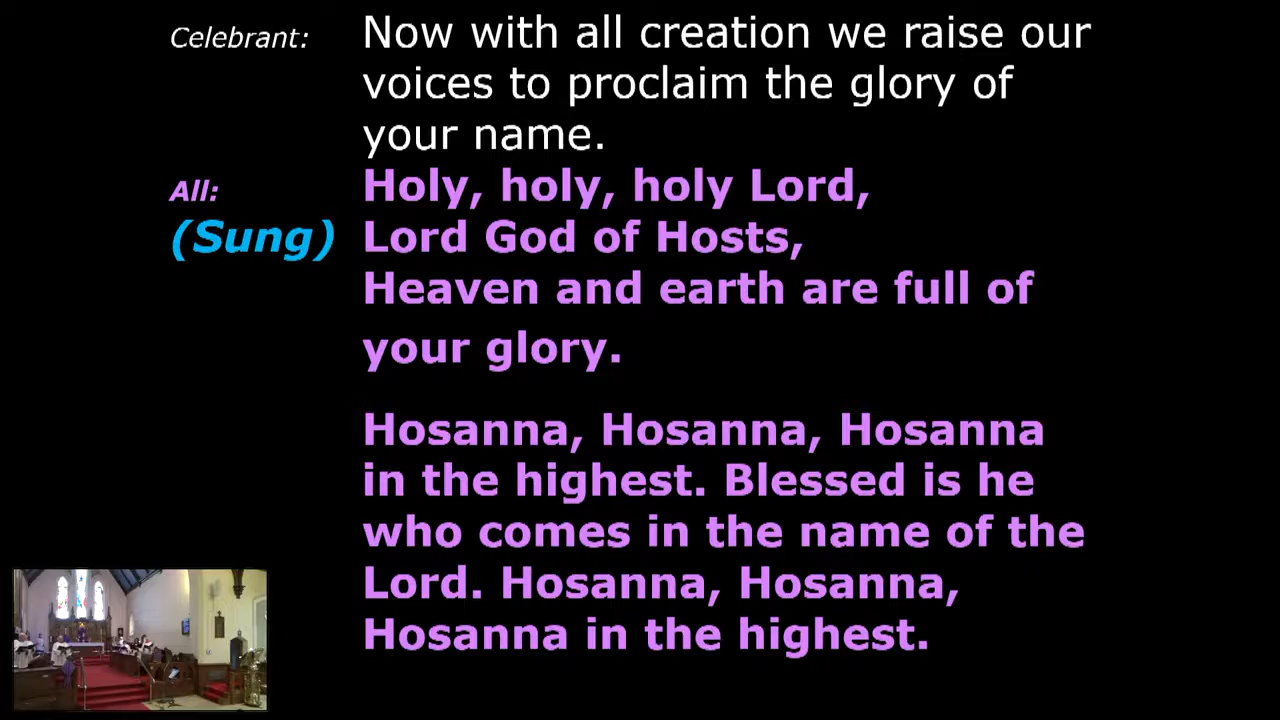 Celebrant: Now with all creation we raise our
voices to proclaim the glory of
your name.
All: Holy, holy, holy Lord,
(Sung) Lord God of Hosts,
Heaven and earth are full of
your glory.
Hosanna, Hosanna, Hosanna
in the highest. Blessed is he
who comes in the name of the
Lord. Hosanna, Hosanna,
Hosanna in the highest.